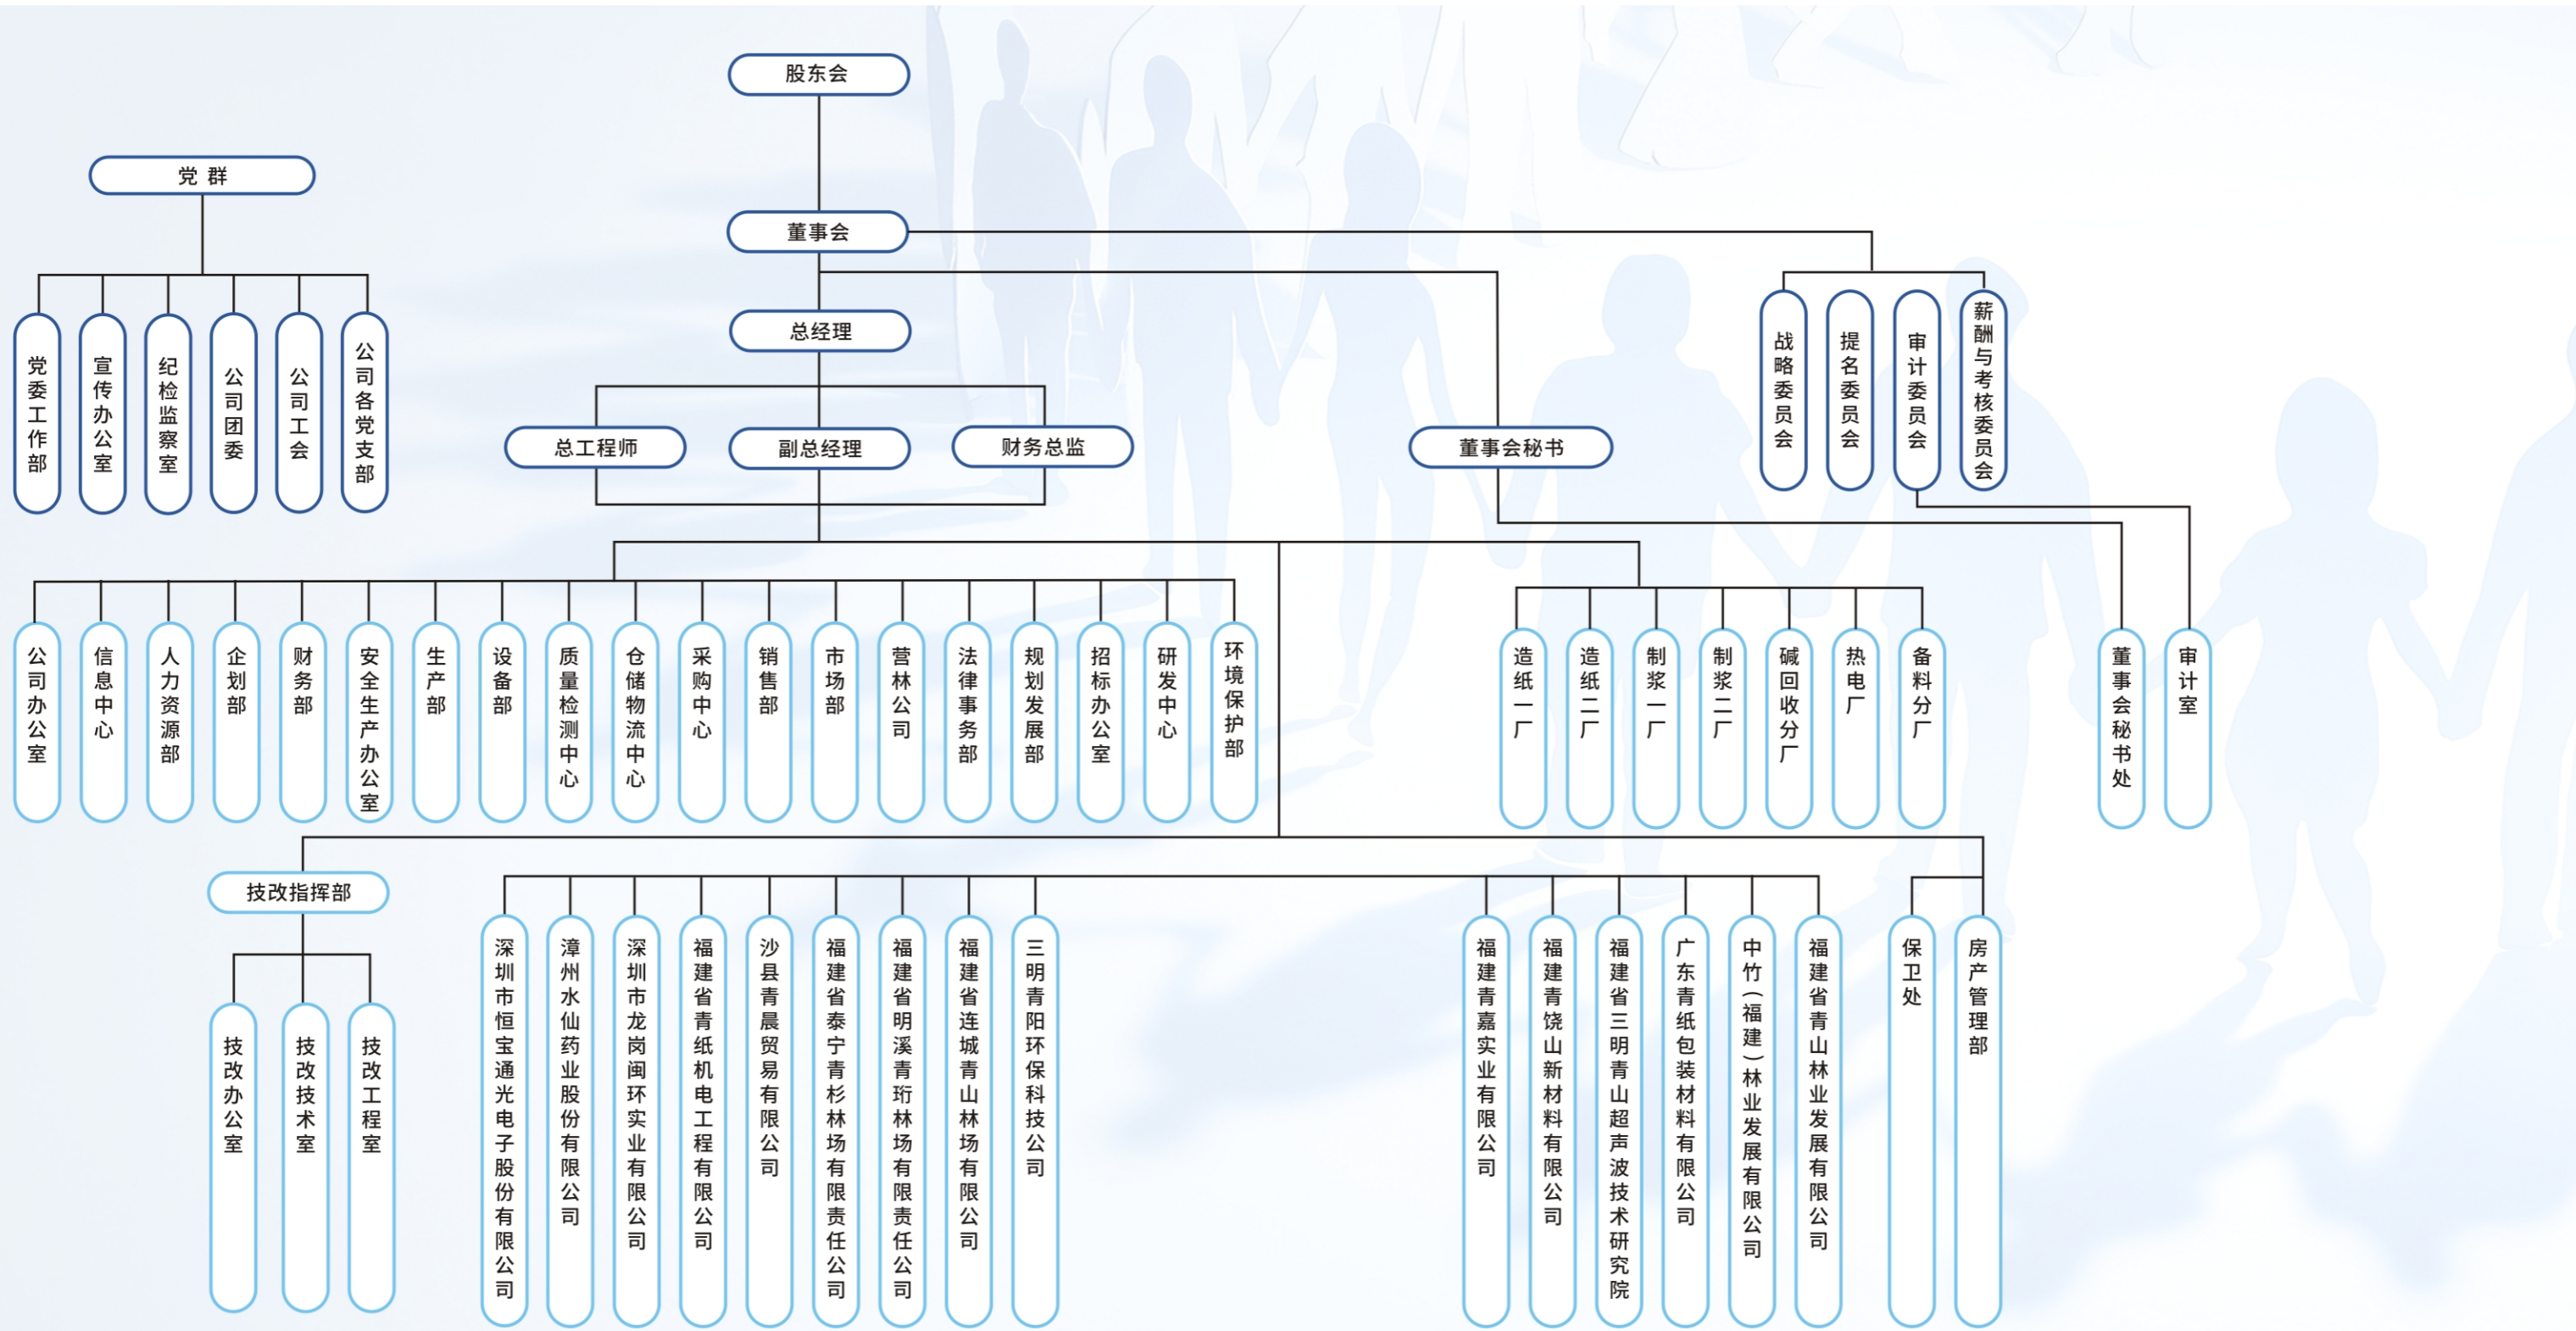 股东会
党 群
董事会
总经理
总工程师
副总经理
财务总监
董事会秘书
党委工作部
宣传办公室
纪检监察室
公司团委
公司工会
公司各党支部
战略委员会
提名委员会
审计委员会
薪酬与考核委员会
公司办公室
信息中心
人力资源部
企划部
财务部
安全生产办公室
生产部
设备部
质量检测中心
仓储物流中心
采购中心
销售部
市场部
营林公司
法律事务部
规划发展部
招标办公室
研发中心
环境保护部
造纸一厂
造纸二厂
制浆一厂
制浆二厂
碱回收分厂
热电厂
备料分厂
董事会秘书处
审计室
技改指挥部
技改办公室
技改技术室
技改工程室
深圳市恒宝通光电子股份有限公司
漳州水仙药业股份有限公司
深圳市龙岗闽环实业有限公司
福建省青纸机电工程有限公司
沙县青晨贸易有限公司
福建省泰宁青杉林场有限责任公司
福建省明溪青珩林场有限责任公司
福建省连城青山林场有限公司
三明青阳环保科技公司
福建青嘉实业有限公司
福建青饶山新材料有限公司
福建省三明青山超声波技术研究院
广东青纸包装材料有限公司
中竹(福建)林业发展有限公司
福建省青山林业发展有限公司
保卫处
房产管理部